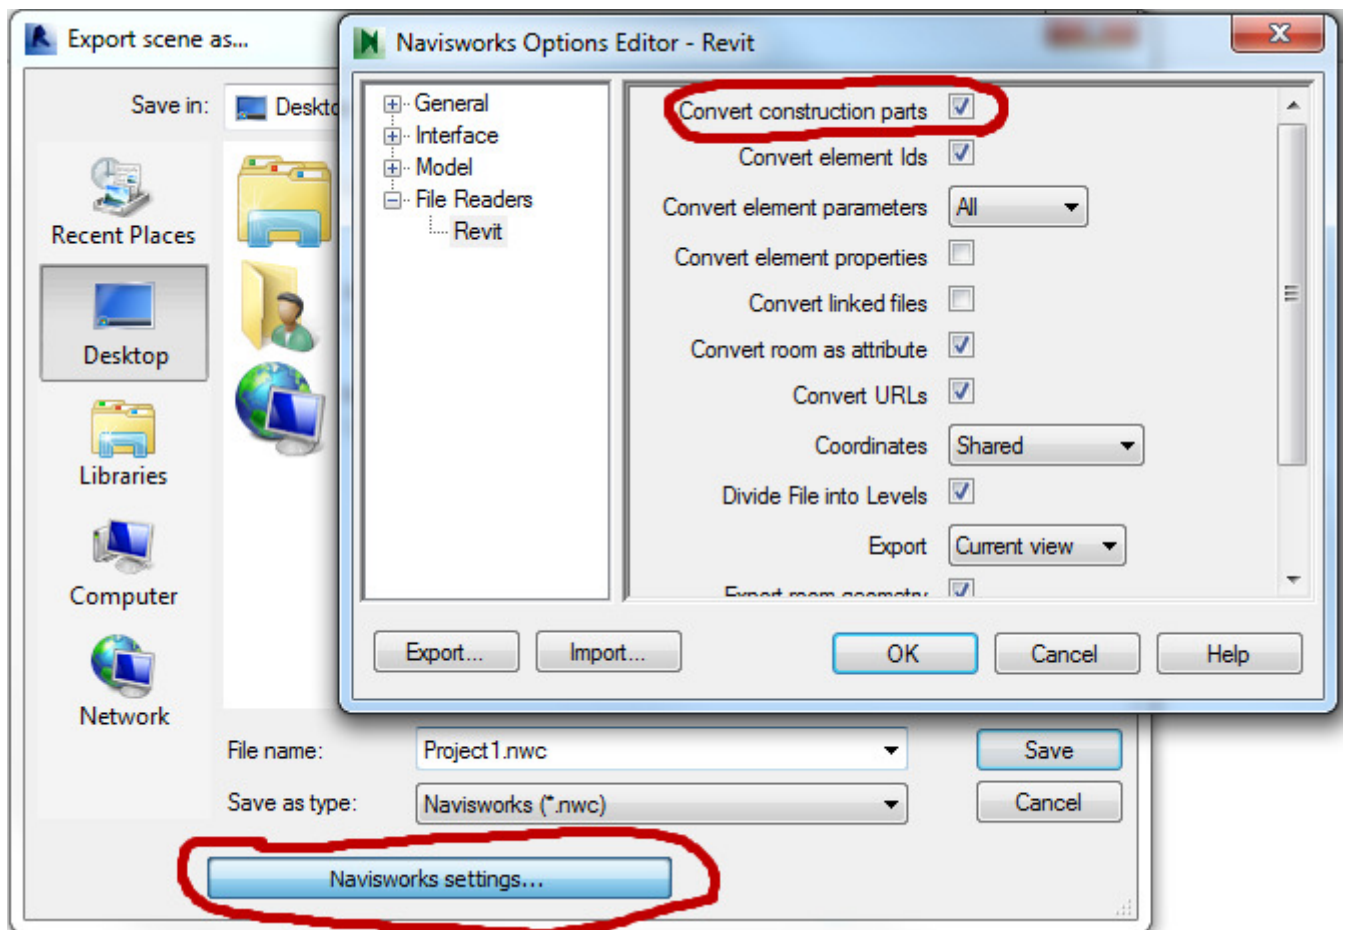 Export scene as...
Navisworks Options Editor - Revit
Save in:
Deskto
Recent Places
Desktop
Libraries
Computer
Network
General
Interface
Model
File Readers
Revit
Convert construction parts
Convert element Ids
Convert element parameters All
Convert element properties
Convert linked files
Convert room as attribute
Convert URLs
Coordinates Shared
Divide File into Levels
Export Current view
Export room geometry
Export... Import... OK Cancel Help
File name: Project1.nwc Save
Save as type: Navisworks (*.nwc) Cancel
Navisworks settings...